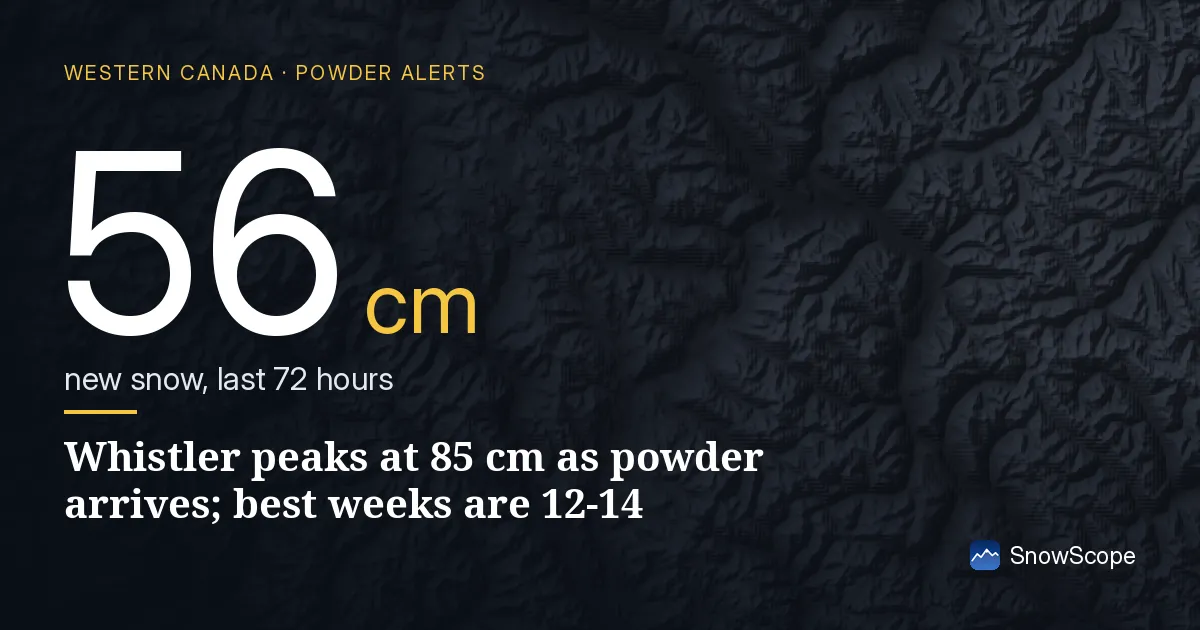 WESTERN CANADA · POWDER ALERTS
56 cm
new snow, last 72 hours
Whistler peaks at 85 cm as powder
arrives; best weeks are 12-14
SnowScope